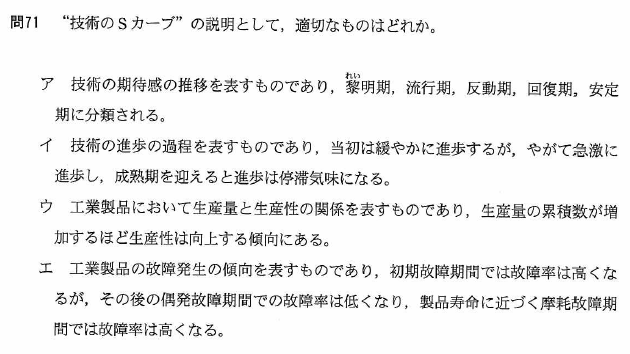 問71 “技術のSカーブ”の説明として,適切なものはどれか。
ア 技術の期待感の推移を表すものであり,黎明期,流行期,反動期,回復期,安定
期に分類される。
イ 技術の進歩の過程を表すものであり,当初は緩やかに進歩するが,やがて急激に
進歩し,成熟期を迎えると進歩は停滞気味になる。
ウ 工業製品において生産量と生産性の関係を表すものであり,生産量の累積数が増
加するほど生産性は向上する傾向にある。
エ 工業製品の故障発生の傾向を表すものであり,初期故障期間では故障率は高くな
るが,その後の偶発故障期間での故障率は低くなり,製品寿命に近づく摩耗故障期
間では故障率は高くなる。